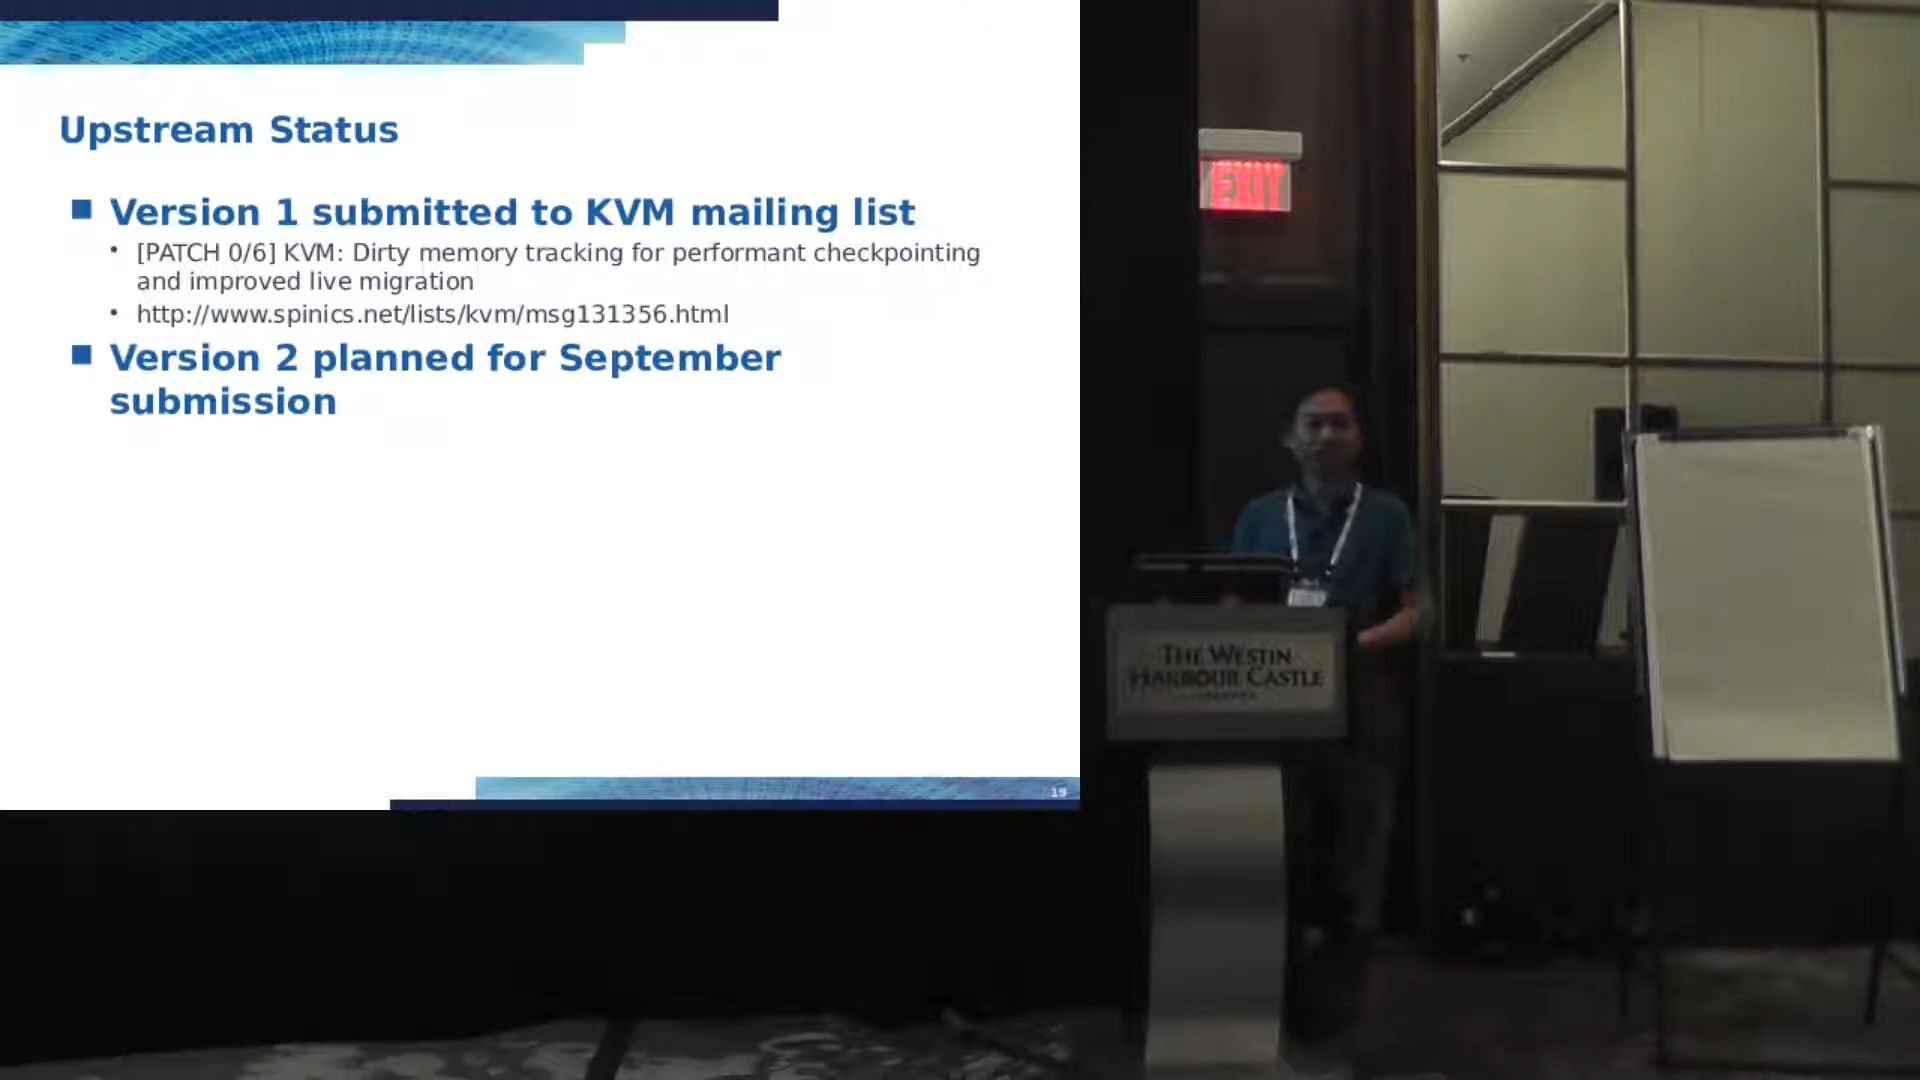 Upstream Status
Version 1 submitted to KVM mailing list
[PATCH 0/6] KVM: Dirty memory tracking for performant checkpointing
and improved live migration
http://www.spinics.net/lists/kvm/msg131356.html
Version 2 planned for September
submission
19
EXIT
THE WESTIN
HARBOUR CASTLE